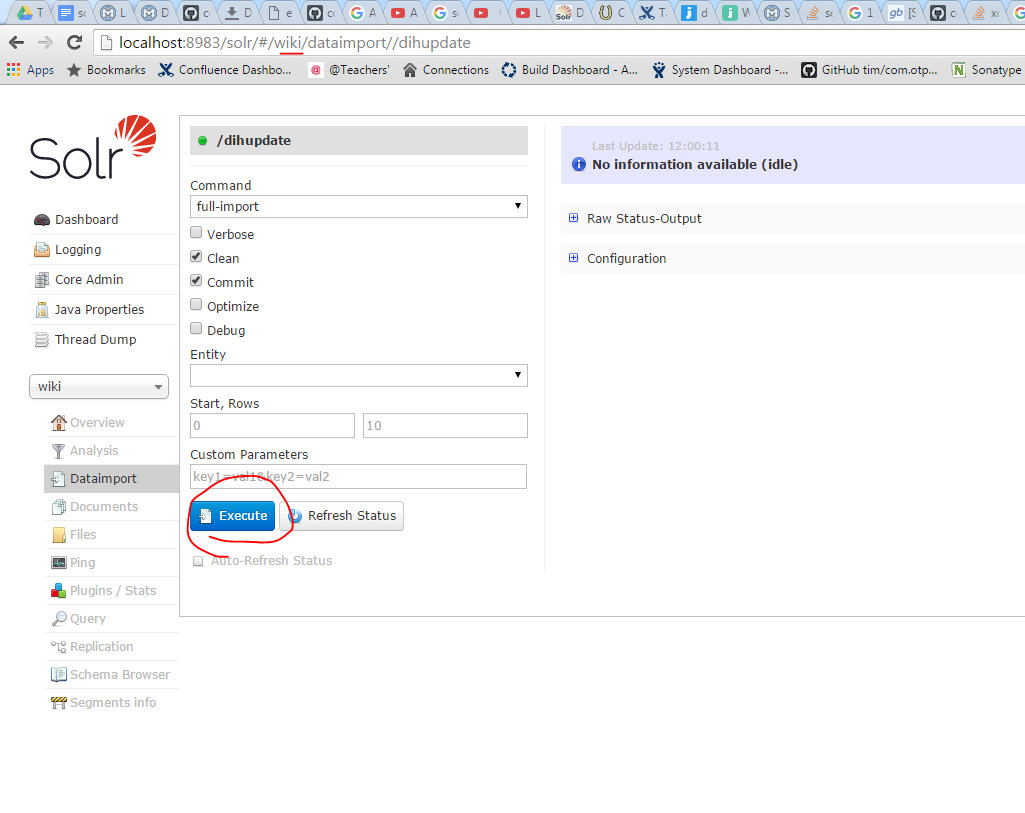 T
sc
L
D
c
D
e
c
A
A
s
L
D
C
T
d
W
S
sc
1
gb [S
c
xı
localhost:8983/solr/#/wiki/dataimport//dihupdate
Apps Bookmarks Confluence Dashbo... @Teachers' Connections Build Dashboard - A... System Dashboard -... GitHub tim/com.otp... Sonatype
Solr
Dashboard
Logging
Core Admin
Java Properties
Thread Dump
wiki
Overview
Analysis
Dataimport
Documents
Files
Ping
Plugins / Stats
Query
Replication
Schema Browser
Segments info
/dihupdate
Command
full-import
Verbose
Clean
Commit
Optimize
Debug
Entity
Start, Rows
0 10
Custom Parameters
key1=val1&key2=val2
Execute Refresh Status
Auto-Refresh Status
Last Update: 12:00:11
No information available (idle)
Raw Status-Output
Configuration